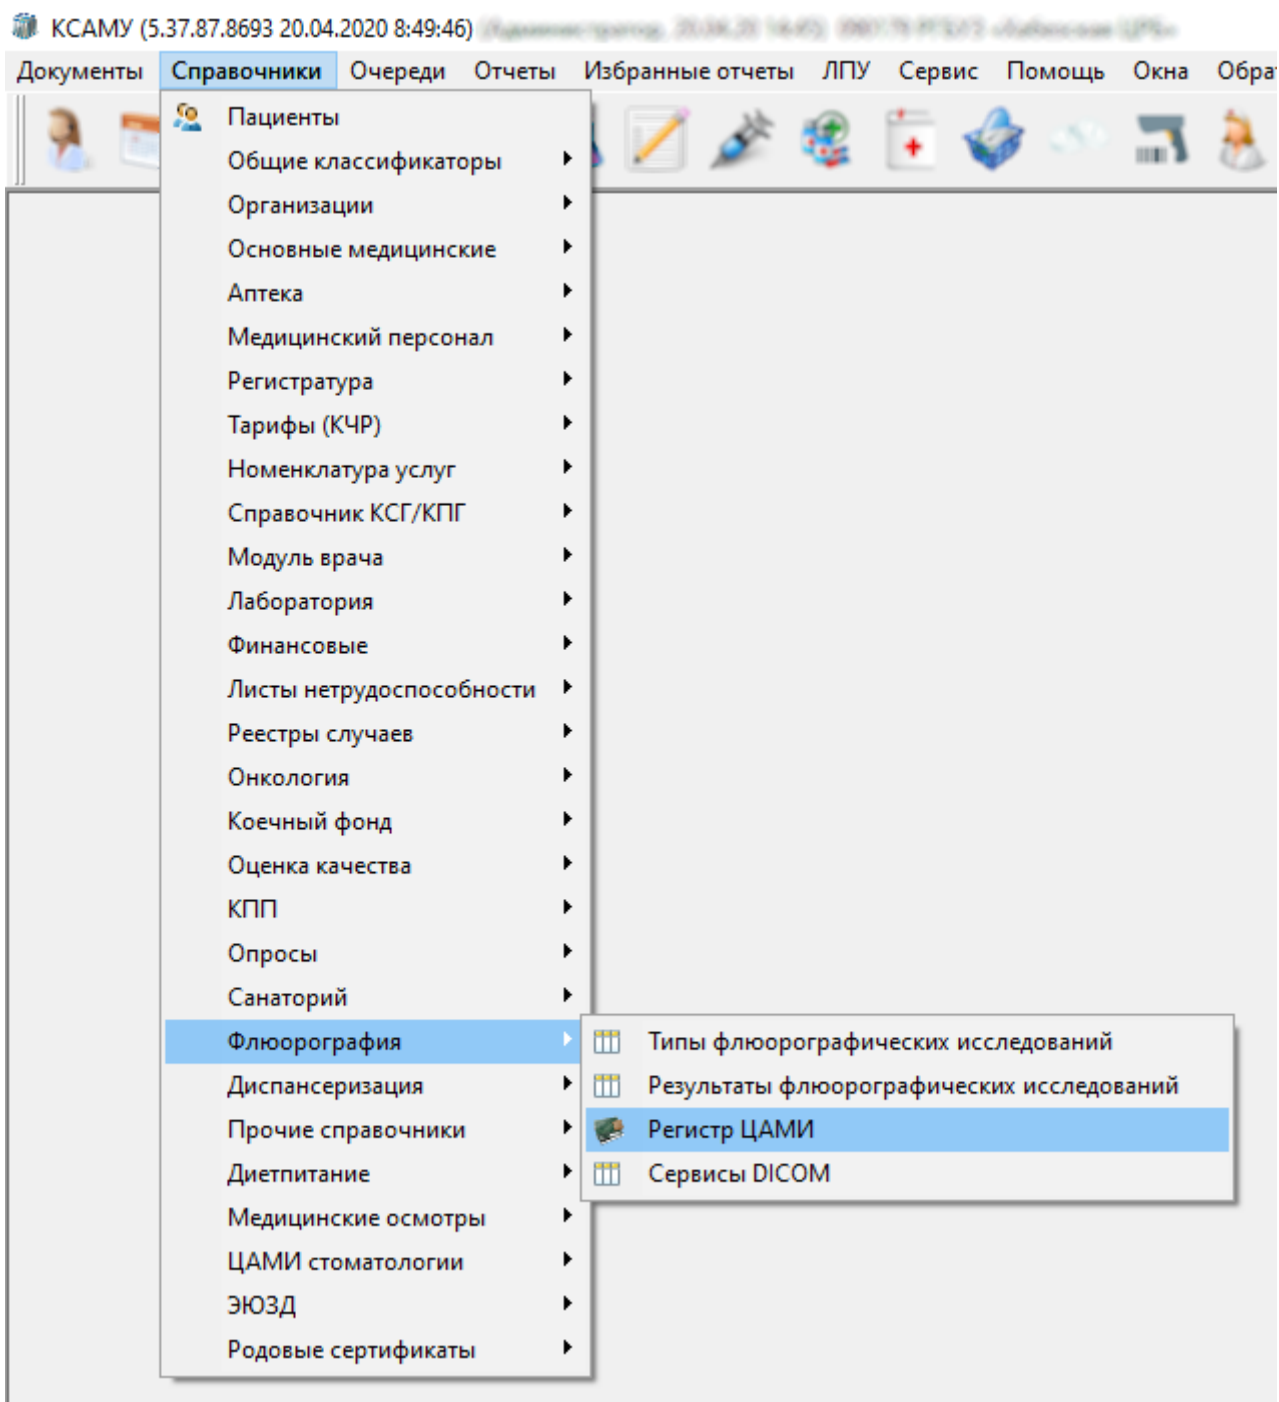 КСАМУ (5.37.87.8693 20.04.2020 8:49:46)
Документы Справочники Очереди Отчеты Избранные отчеты ЛПУ Сервис Помощь Окна Обрат
Пациенты
Общие классификаторы
Организации
Основные медицинские
Аптека
Медицинский персонал
Регистратура
Тарифы (КЧР)
Номенклатура услуг
Справочник КСГ/КПГ
Модуль врача
Лаборатория
Финансовые
Листы нетрудоспособности
Реестры случаев
Онкология
Коечный фонд
Оценка качества
КПП
Опросы
Санаторий
Флюорография
Типы флюорографических исследований
Результаты флюорографических исследований
Регистр ЦАМИ
Сервисы DICOM
Диспансеризация
Прочие справочники
Диетпитание
Медицинские осмотры
ЦАМИ стоматологии
ЭЮЗД
Родовые сертификаты